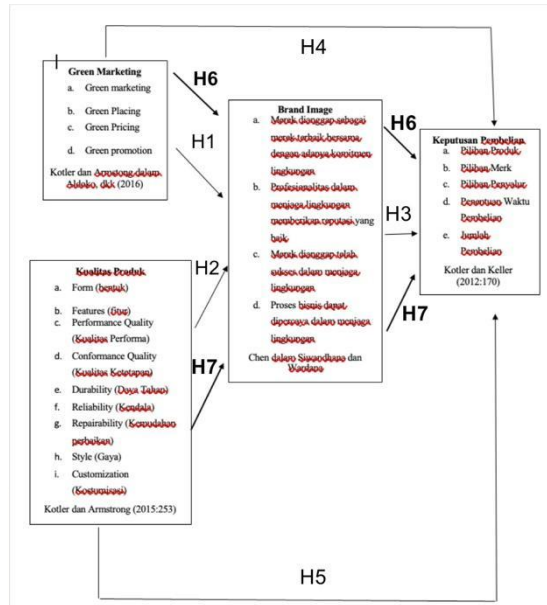 H4
Green Marketing
a. Green marketing
b. Green Placing
c. Green Pricing
d. Green promotion
Kotler dan Armstong dalam
Aldako, dkk (2016)
H6
H1
Brand Image
a. Merek dianggap sebagai
merek terbaik bersama
dengan adanya komitmen
lingkungan
b. Profesionalitas dalam
menjaga lingkungan
memberikan reputasi yang
baik
c. Merek dianggap telah
sukses dalam menjaga
lingkungan
d. Proses bisnis dapat
dipercaya dalam menjaga
lingkungan
Chen dalam Siswandhana dan
Wardana
H6
H3
H7
Keputusan Pembelian
a. Pilihan Produk
b. Pilihan Merk
c. Pilihan Penyalur
d. Penentuan Waktu
Pembelian
e. Jumlah
Pembelian
Kotler dan Keller
(2012:170)
H2
H7
Kualitas Produk
a. Form (bentuk)
b. Features (fitur)
c. Performance Quality
(Kualitas Performa)
d. Conformance Quality
(Kualitas Ketetapan)
e. Durability (Daya Tahan)
f. Reliability (Kendala)
g. Repairability (Kemudahan
perbaikan)
h. Style (Gaya)
i. Customization
(Kostumisasi)
Kotler dan Armstrong (2015:253)
H5